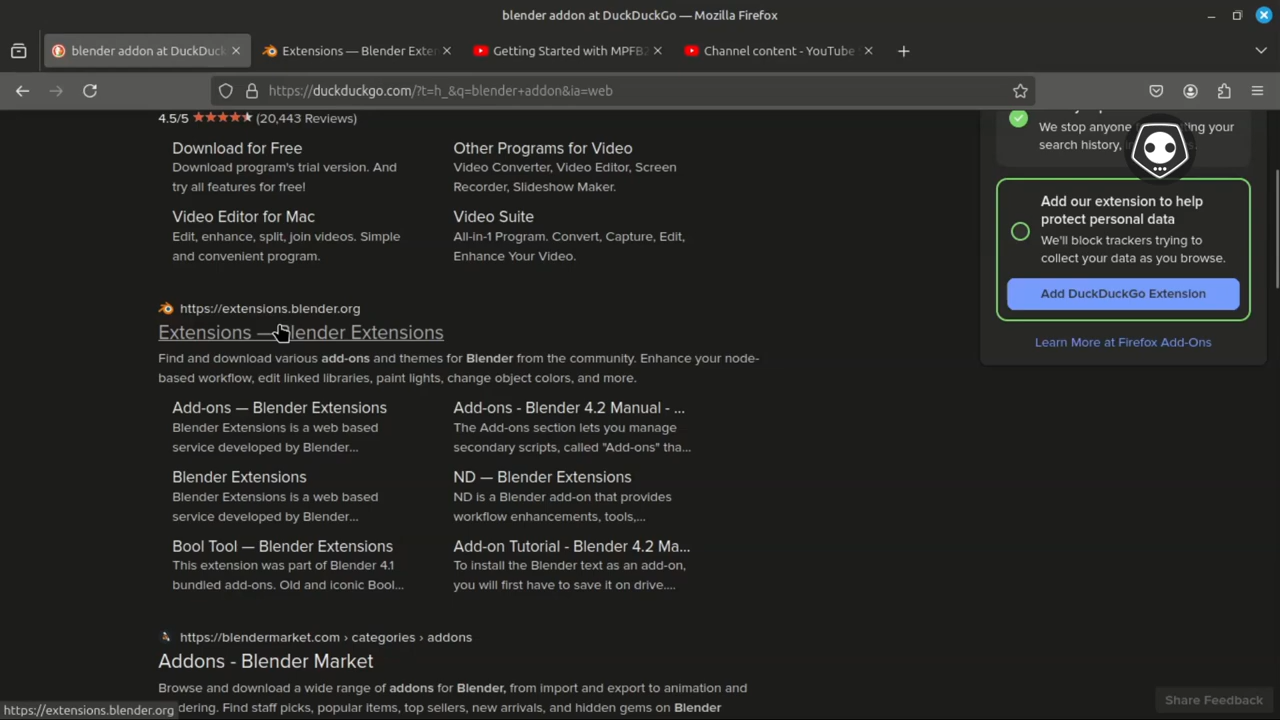 blender addon at DuckDuckGo — Mozilla Firefox
blender addon at DuckDuck
Extensions — Blender Exten
Getting Started with MPFB2
Channel content - YouTube
https://duckduckgo.com/?t=h_&q=blender+addon&ia=web
4.5/5 (20,443 Reviews)
Download for Free
Download program's trial version. And
try all features for free!
Other Programs for Video
Video Converter, Video Editor, Screen
Recorder, Slideshow Maker.
Video Editor for Mac
Edit, enhance, split, join videos. Simple
and convenient program.
Video Suite
All-in-1 Program. Convert, Capture, Edit,
Enhance Your Video.
https://extensions.blender.org
Extensions — Blender Extensions
Find and download various add-ons and themes for Blender from the community. Enhance your node-
based workflow, edit linked libraries, paint lights, change object colors, and more.
Add-ons — Blender Extensions
Blender Extensions is a web based
service developed by Blender...
Add-ons - Blender 4.2 Manual - ...
The Add-ons section lets you manage
secondary scripts, called "Add-ons" tha...
Blender Extensions
Blender Extensions is a web based
service developed by Blender...
ND — Blender Extensions
ND is a Blender add-on that provides
workflow enhancements, tools,...
Bool Tool — Blender Extensions
This extension was part of Blender 4.1
bundled add-ons. Old and iconic Bool...
Add-on Tutorial - Blender 4.2 Ma...
To install the Blender text as an add-on,
you will first have to save it on drive....
https://blendermarket.com › categories › addons
Addons - Blender Market
Browse and download a wide range of addons for Blender, from import and export to animation and
dering. Find staff picks, popular items, top sellers, new arrivals, and hidden gems on Blender
We stop anyone your
search history,
Add our extension to help
protect personal data
We'll block trackers trying to
collect your data as you browse.
Add DuckDuckGo Extension
Learn More at Firefox Add-Ons
Share Feedback
https://extensions.blender.org